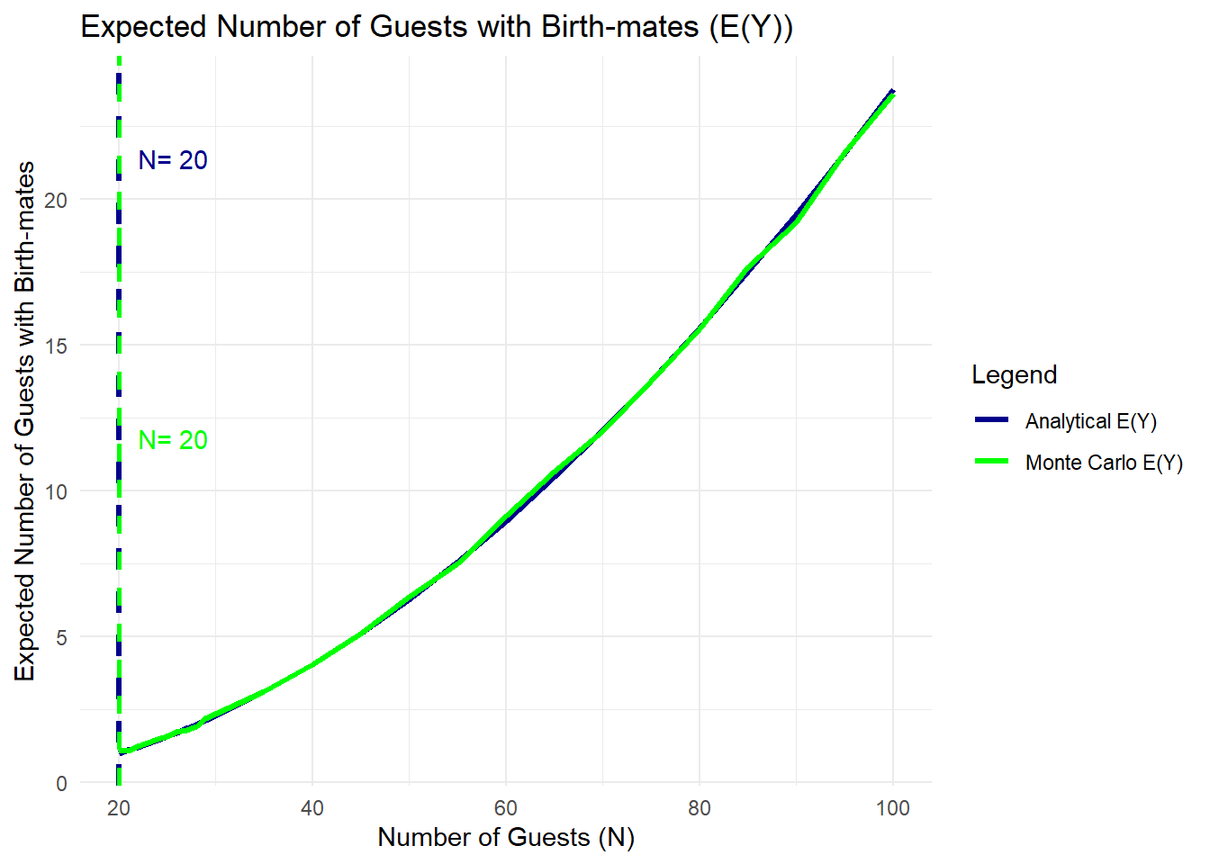 Expected Number of Guests with Birth-mates (E(Y))
Expected Number of Guests with Birth-mates
20
15
10
5
0
N= 20
N= 20
20
40
60
80
100
Number of Guests (N)
Legend
Analytical E(Y)
Monte Carlo E(Y)